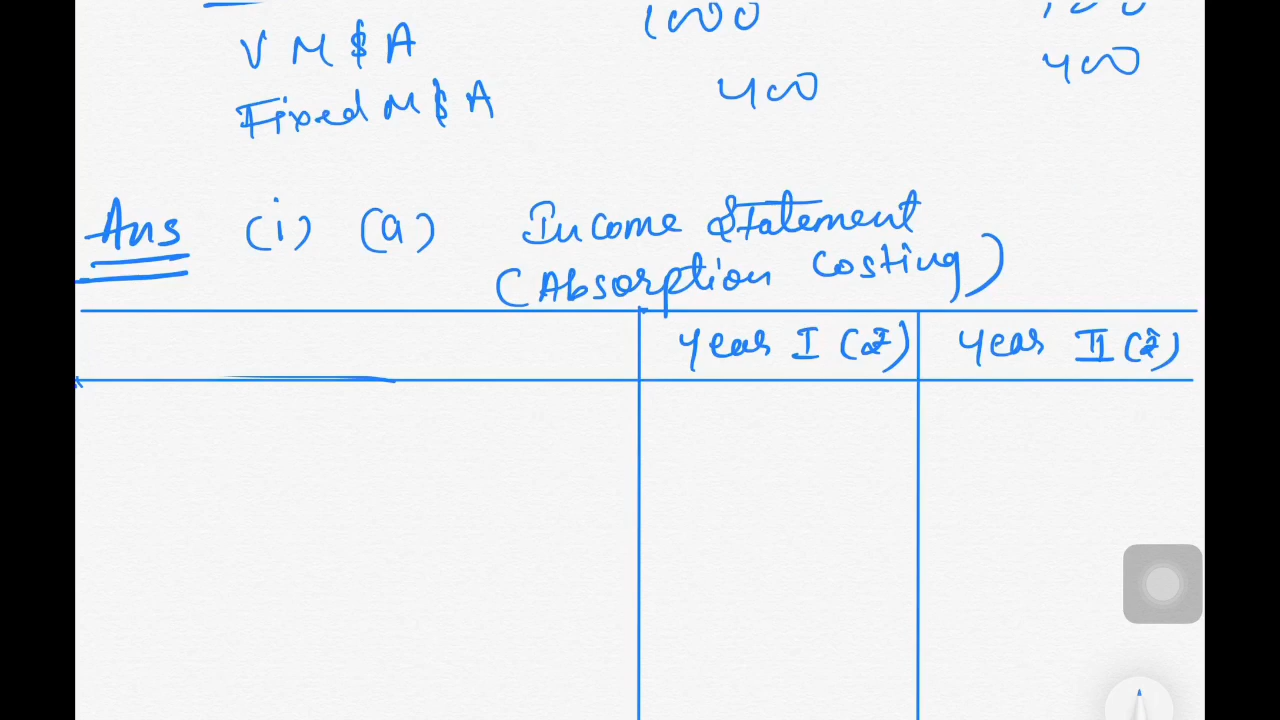 V M & A 1000
400
Fixed M & A 400
Ans (i) (a) Income Statement
(Absorption Costing)
Year I (₹) Year II (₹)